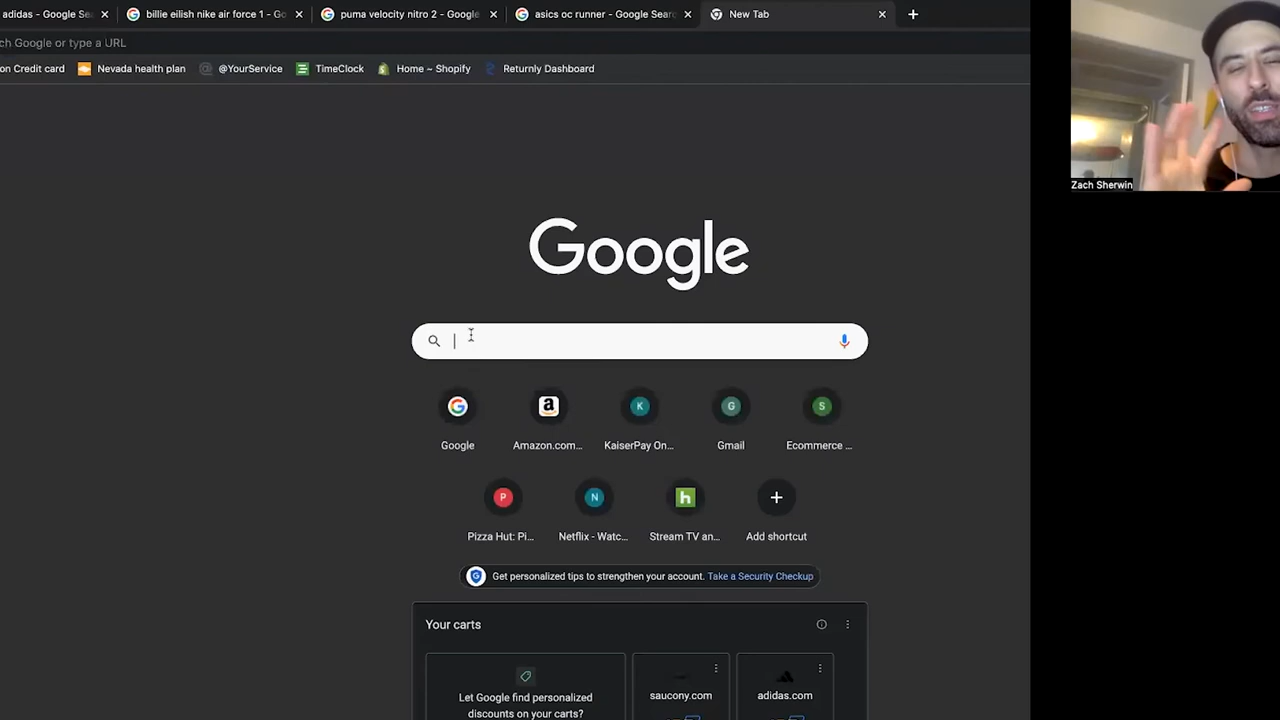 adidas - Google Sea
billie eilish nike air force 1 - Go
puma velocity nitro 2 - Google
asics oc runner - Google Searc
New Tab
ch Google or type a URL
on Credit card
Nevada health plan
@YourService
TimeClock
Home ~ Shopify
Returnly Dashboard
Zach Sherwin
Google
Google
Amazon.com...
KaiserPay On...
Gmail
Ecommerce ...
a
K
G
S
P
N
h
Pizza Hut: Pi...
Netflix - Watc...
Stream TV an...
Add shortcut
Get personalized tips to strengthen your account. Take a Security Checkup
Your carts
Let Google find personalized
discounts on your carts?
saucony.com
adidas.com